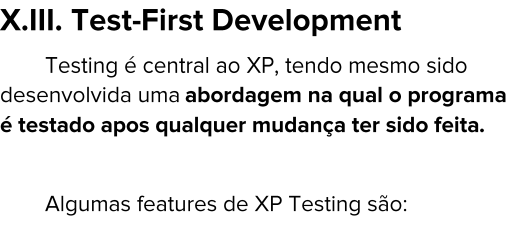 X.III. Test-First Development
Testing é central ao XP, tendo mesmo sido
desenvolvida uma abordagem na qual o programa
é testado apos qualquer mudança ter sido feita.
Algumas features de XP Testing são: